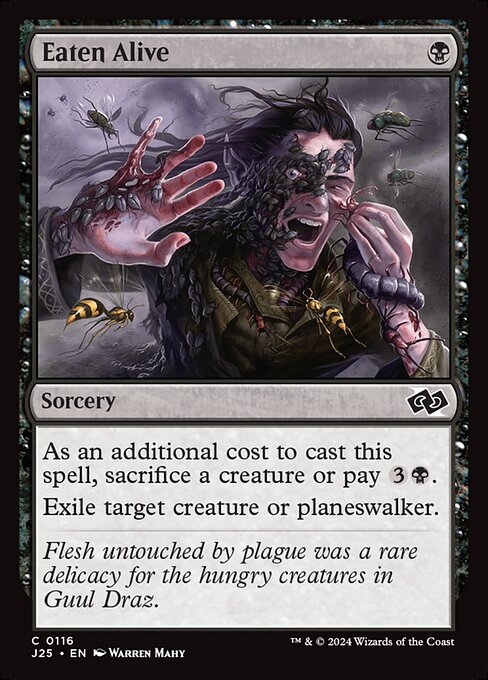 Eaten Alive
Sorcery
As an additional cost to cast this
spell, sacrifice a creature or pay 3.
Exile target creature or planeswalker.
Flesh untouched by plague was a rare
delicacy for the hungry creatures in
Guul Draz.
C 0116
J25 • EN Warren Mahy
™ & © 2024 Wizards of the Coast